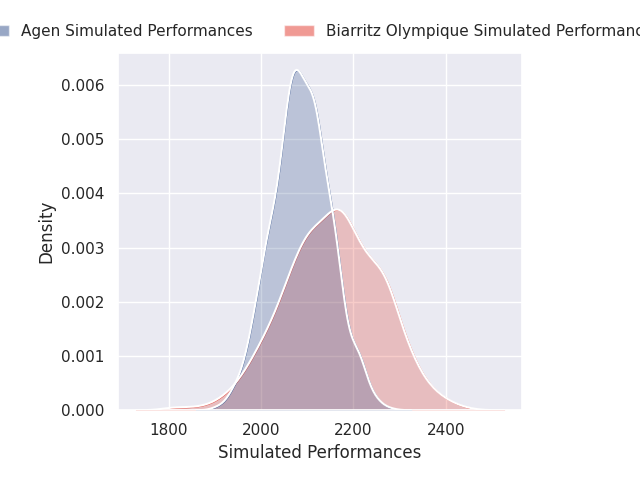 Agen Simulated Performances
Biarritz Olympique Simulated
0.006
0.005
0.004
0.003
0.002
0.001
0.000
Density
1800 2000 2200 2400
Simulated Performances